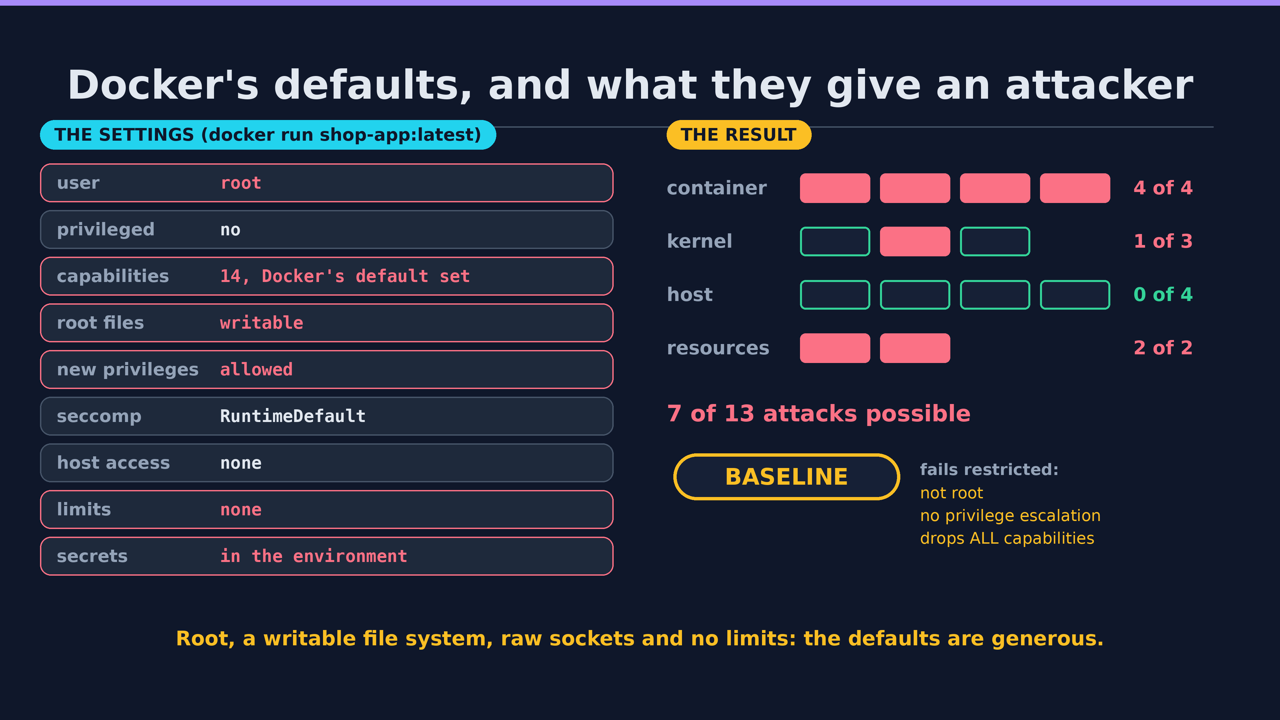 Docker's defaults, and what they give an attacker
THE SETTINGS (docker run shop-app:latest)
user root
privileged no
capabilities 14, Docker's default set
root files writable
new privileges allowed
seccomp RuntimeDefault
host access none
limits none
secrets in the environment
THE RESULT
container 4 of 4
kernel 1 of 3
host 0 of 4
resources 2 of 2
7 of 13 attacks possible
BASELINE
fails restricted:
not root
no privilege escalation
drops ALL capabilities
Root, a writable file system, raw sockets and no limits: the defaults are generous.